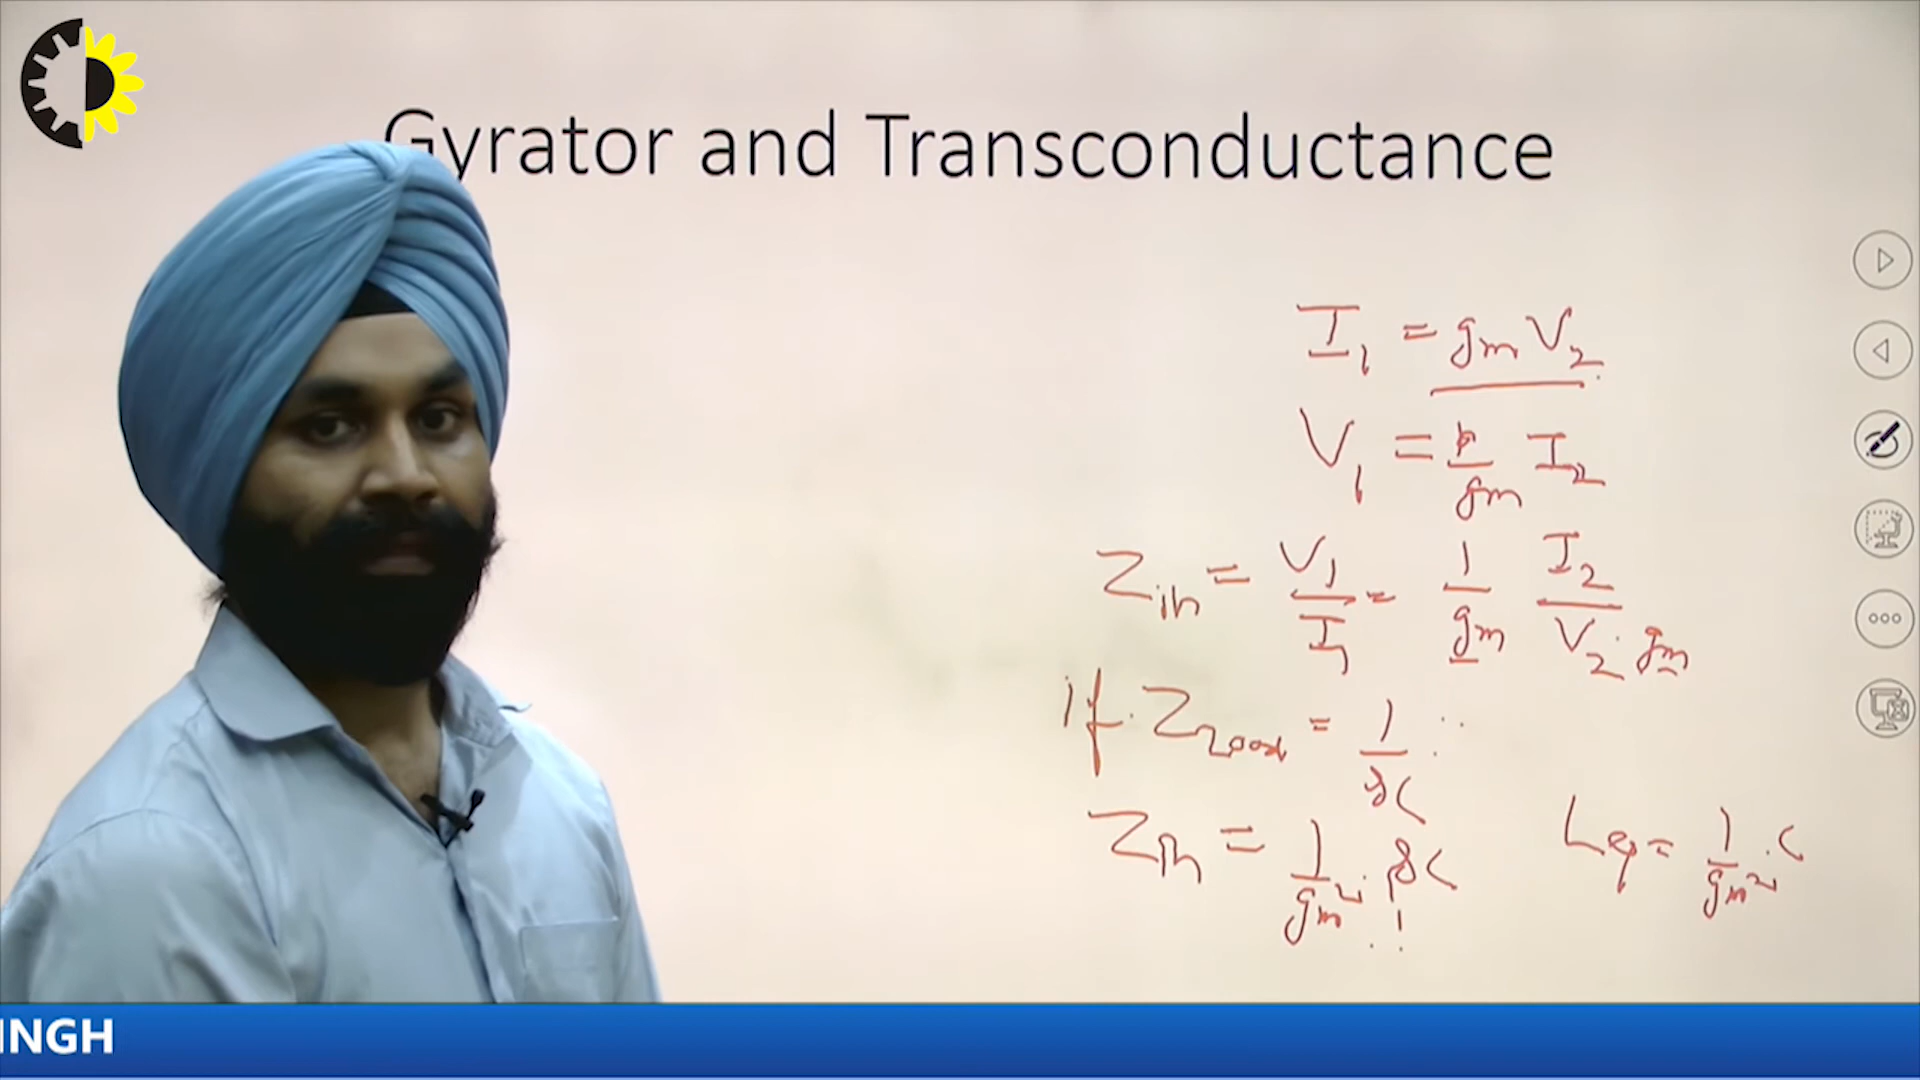 Gyrator and Transconductance
I₁ = gm V₂
V₁ = 1/gm I₂
Zin = V₁/I₁ = 1/gm I₂/V₂ · gm
if Zload = 1/sC
Zin = 1/gm² · sC
Leq = 1/gm² · C
INGH